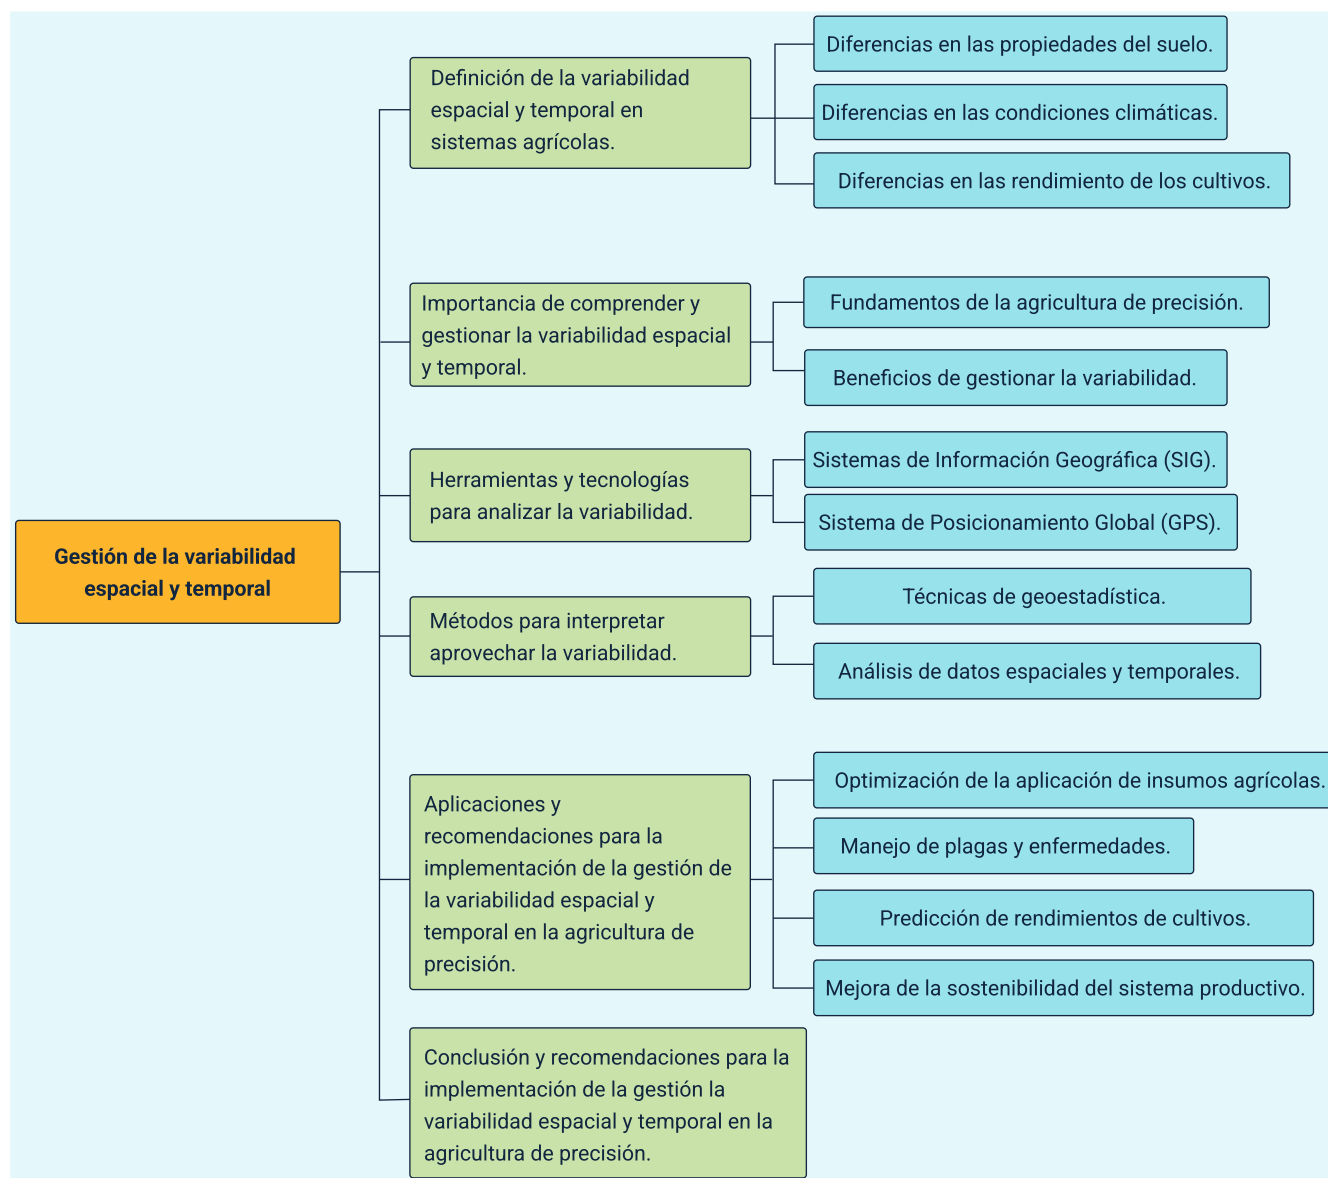 Gestión de la variabilidad
espacial y temporal
Definición de la variabilidad
espacial y temporal en
sistemas agrícolas.
Diferencias en las propiedades del suelo.
Diferencias en las condiciones climáticas.
Diferencias en las rendimiento de los cultivos.
Importancia de comprender y
gestionar la variabilidad espacial
y temporal.
Fundamentos de la agricultura de precisión.
Beneficios de gestionar la variabilidad.
Herramientas y tecnologías
para analizar la variabilidad.
Sistemas de Información Geográfica (SIG).
Sistema de Posicionamiento Global (GPS).
Métodos para interpretar
aprovechar la variabilidad.
Técnicas de geoestadística.
Análisis de datos espaciales y temporales.
Aplicaciones y
recomendaciones para la
implementación de la gestión de
la variabilidad espacial y
temporal en la agricultura de
precisión.
Optimización de la aplicación de insumos agrícolas.
Manejo de plagas y enfermedades.
Predicción de rendimientos de cultivos.
Mejora de la sostenibilidad del sistema productivo.
Conclusión y recomendaciones para la
implementación de la gestión la
variabilidad espacial y temporal en la
agricultura de precisión.